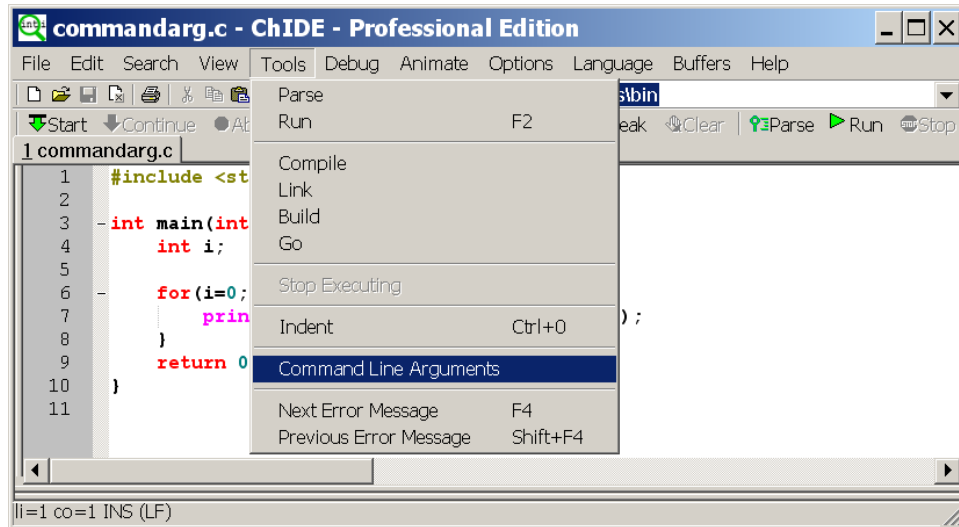 commandarg.c - ChIDE - Professional Edition
File Edit Search View Tools Debug Animate Options Language Buffers Help
s\bin
Start Continue Ab eak Clear Parse Run Stop
1 commandarg.c
Parse
Run F2
Compile
Link
Build
Go
Stop Executing
Indent Ctrl+0
Command Line Arguments
Next Error Message F4
Previous Error Message Shift+F4
1 #include <st
2
3 int main(int
4 int i;
5
6 for(i=0;
7 prin );
8 }
9 return 0
10 }
11
li=1 co=1 INS (LF)